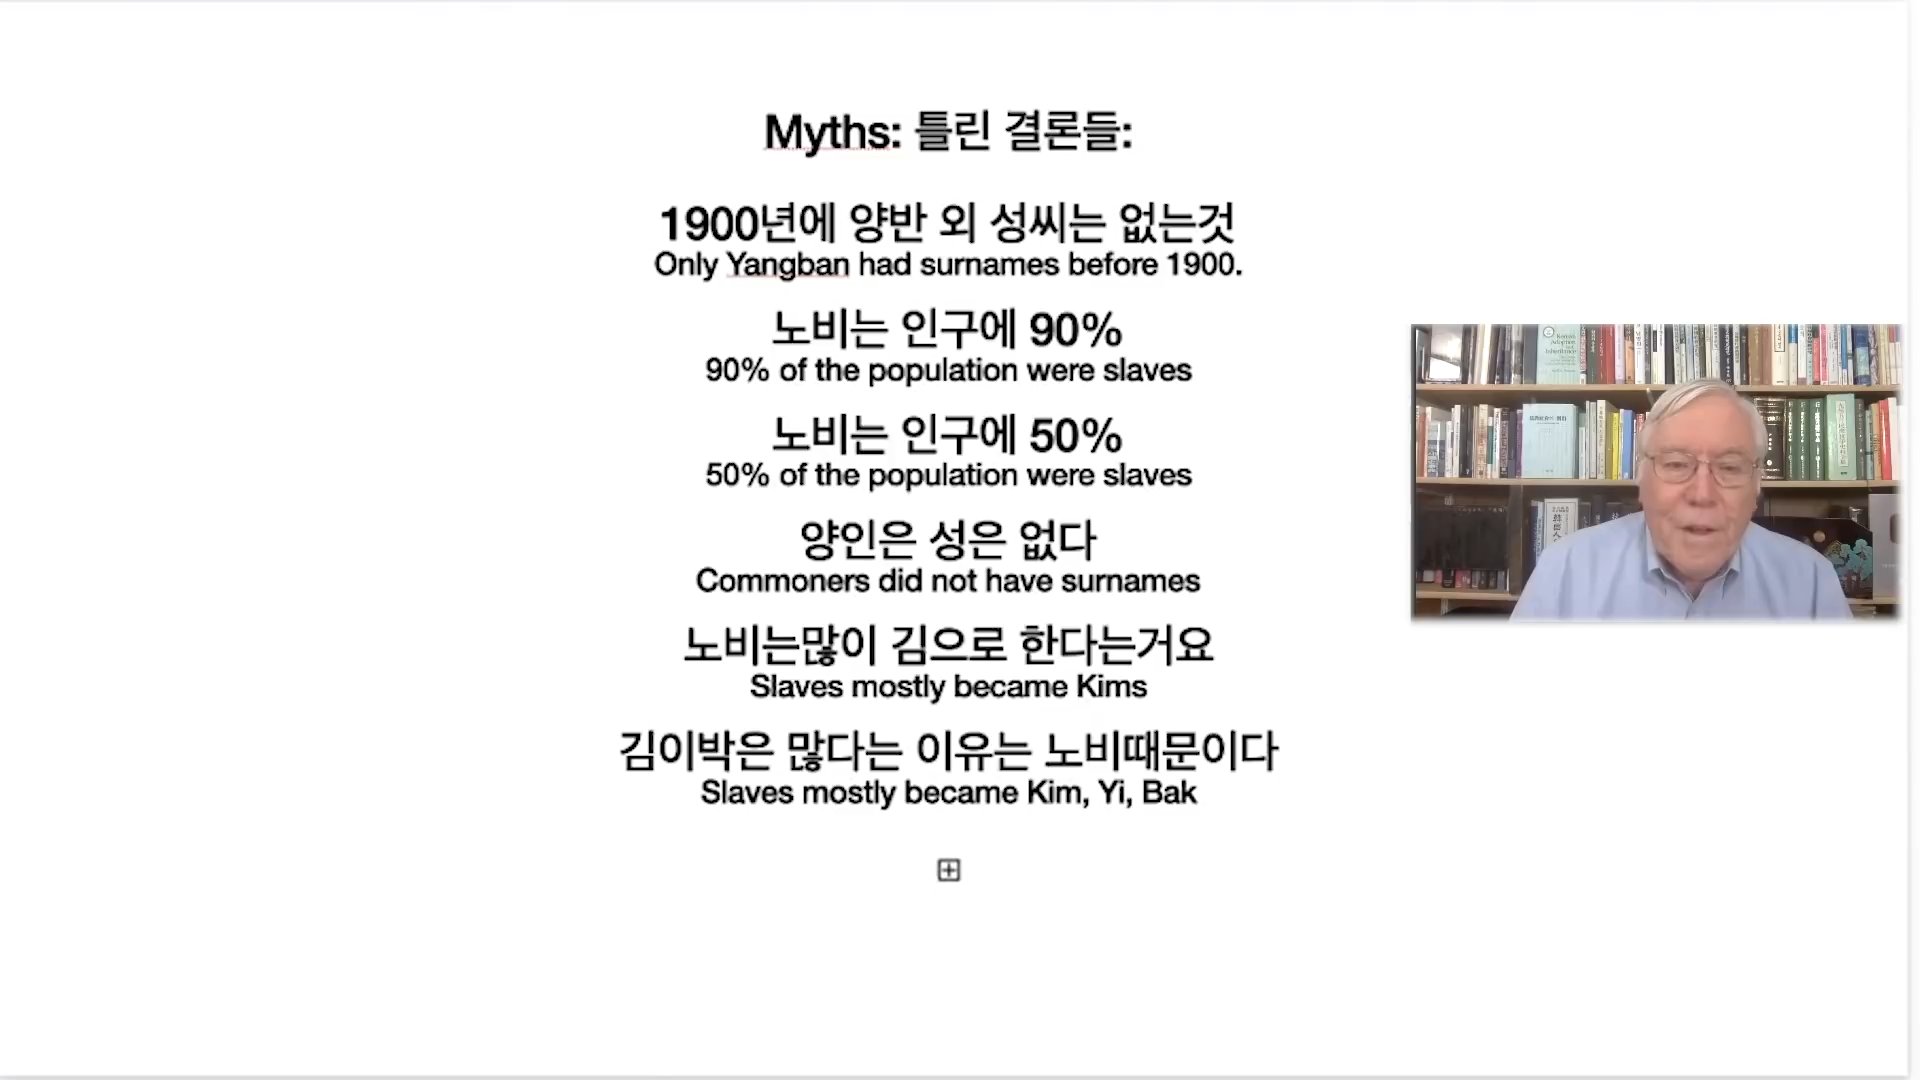 Myths: 틀린 결론들:
1900년에 양반 외 성씨는 없는것
Only Yangban had surnames before 1900.
노비는 인구에 90%
90% of the population were slaves
노비는 인구에 50%
50% of the population were slaves
양인은 성은 없다
Commoners did not have surnames
노비는많이 김으로 한다는거요
Slaves mostly became Kims
김이박은 많다는 이유는 노비때문이다
Slaves mostly became Kim, Yi, Bak
Korean
Adoption
Inheritance